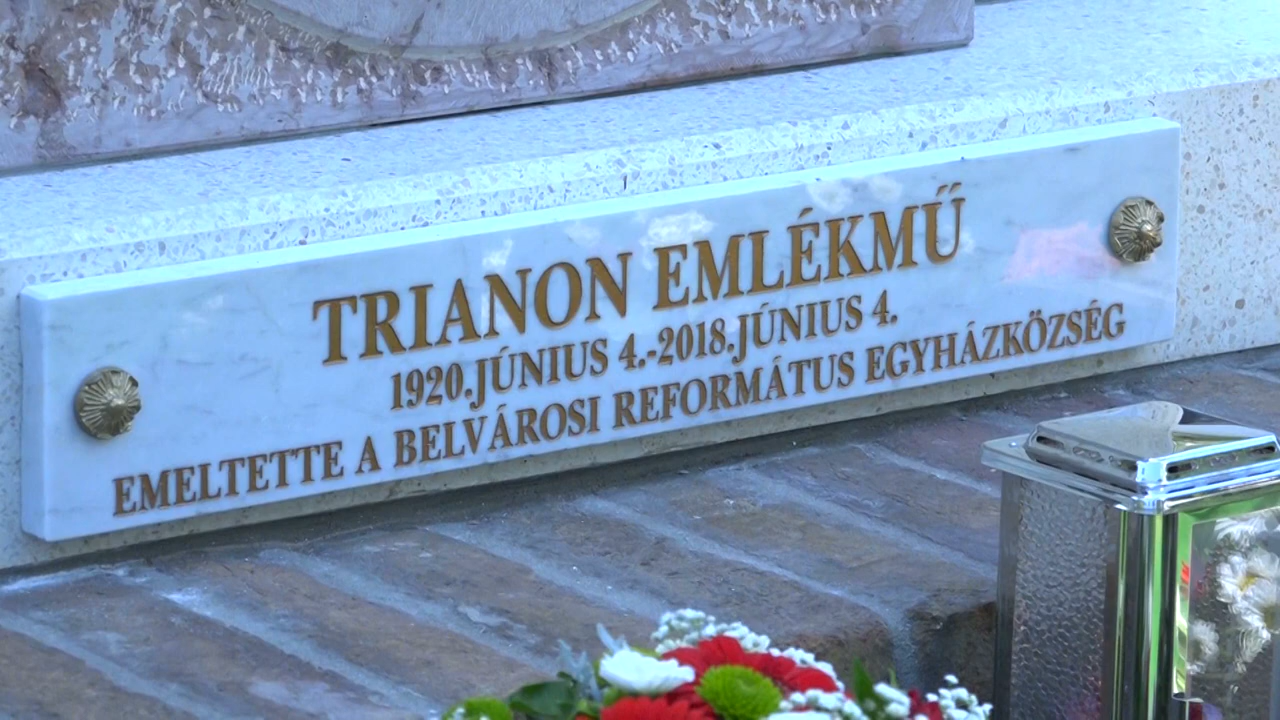 TRIANON EMLÉKMŰ
1920.JÚNIUS 4.-2018.JÚNIUS 4.
EMELTETTE A BELVÁROSI REFORMÁTUS EGYHÁZKÖZSÉG